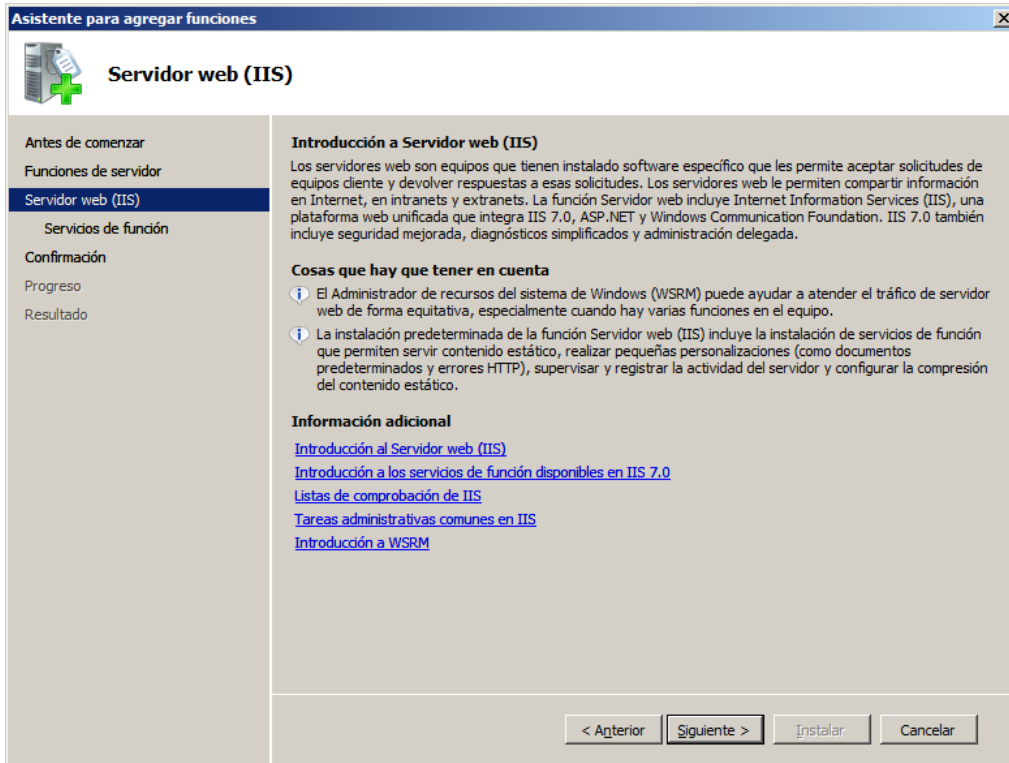 Asistente para agregar funciones
Servidor web (IIS)
Antes de comenzar
Funciones de servidor
Servidor web (IIS)
Servicios de función
Confirmación
Progreso
Resultado
Introducción a Servidor web (IIS)
Los servidores web son equipos que tienen instalado software específico que les permite aceptar solicitudes de
equipos cliente y devolver respuestas a esas solicitudes. Los servidores web le permiten compartir información
en Internet, en intranets y extranets. La función Servidor web incluye Internet Information Services (IIS), una
plataforma web unificada que integra IIS 7.0, ASP.NET y Windows Communication Foundation. IIS 7.0 también
incluye seguridad mejorada, diagnósticos simplificados y administración delegada.
Cosas que hay que tener en cuenta
El Administrador de recursos del sistema de Windows (WSRM) puede ayudar a atender el tráfico de servidor
web de forma equitativa, especialmente cuando hay varias funciones en el equipo.
La instalación predeterminada de la función Servidor web (IIS) incluye la instalación de servicios de función
que permiten servir contenido estático, realizar pequeñas personalizaciones (como documentos
predeterminados y errores HTTP), supervisar y registrar la actividad del servidor y configurar la compresión
del contenido estático.
Información adicional
Introducción al Servidor web (IIS)
Introducción a los servicios de función disponibles en IIS 7.0
Listas de comprobación de IIS
Tareas administrativas comunes en IIS
Introducción a WSRM
< Anterior Siguiente > Instalar Cancelar